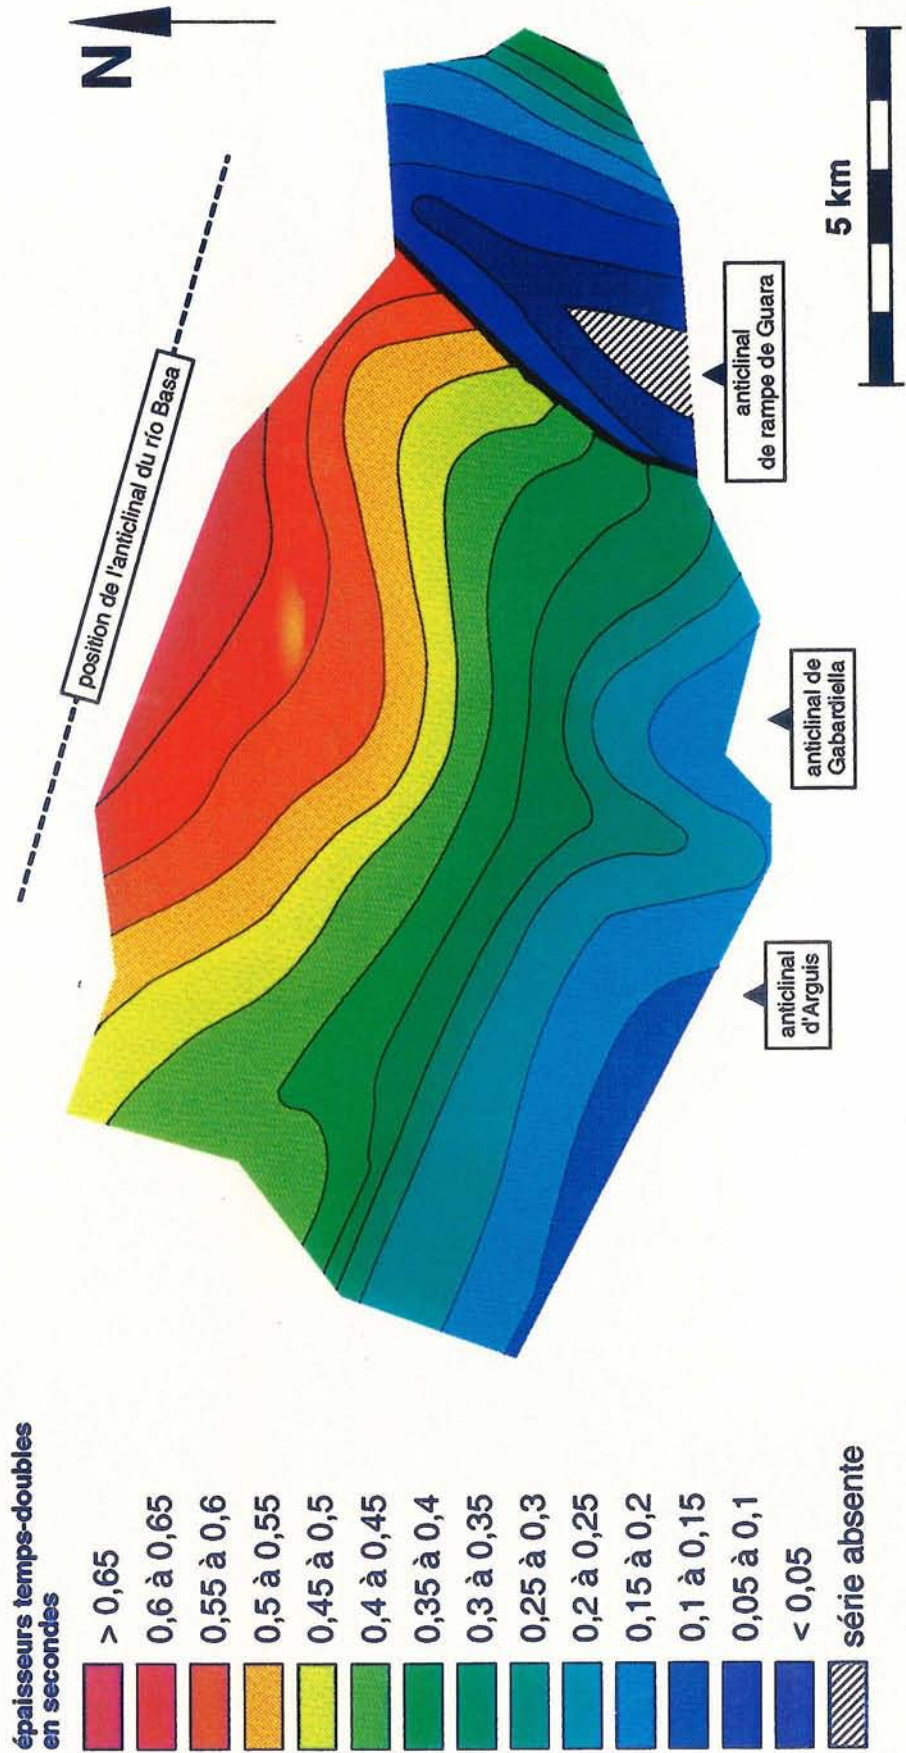 épaisseurs temps-doubles
en secondes
> 0,65
0,6 à 0,65
0,55 à 0,6
0,5 à 0,55
0,45 à 0,5
0,4 à 0,45
0,35 à 0,4
0,3 à 0,35
0,25 à 0,3
0,2 à 0,25
0,15 à 0,2
0,1 à 0,15
0,05 à 0,1
< 0,05
série absente
N
position de l'anticlinal du río Basa
anticlinal
d'Arguis
anticlinal de
Gabardiella
anticlinal
de rampe de Guara
5 km